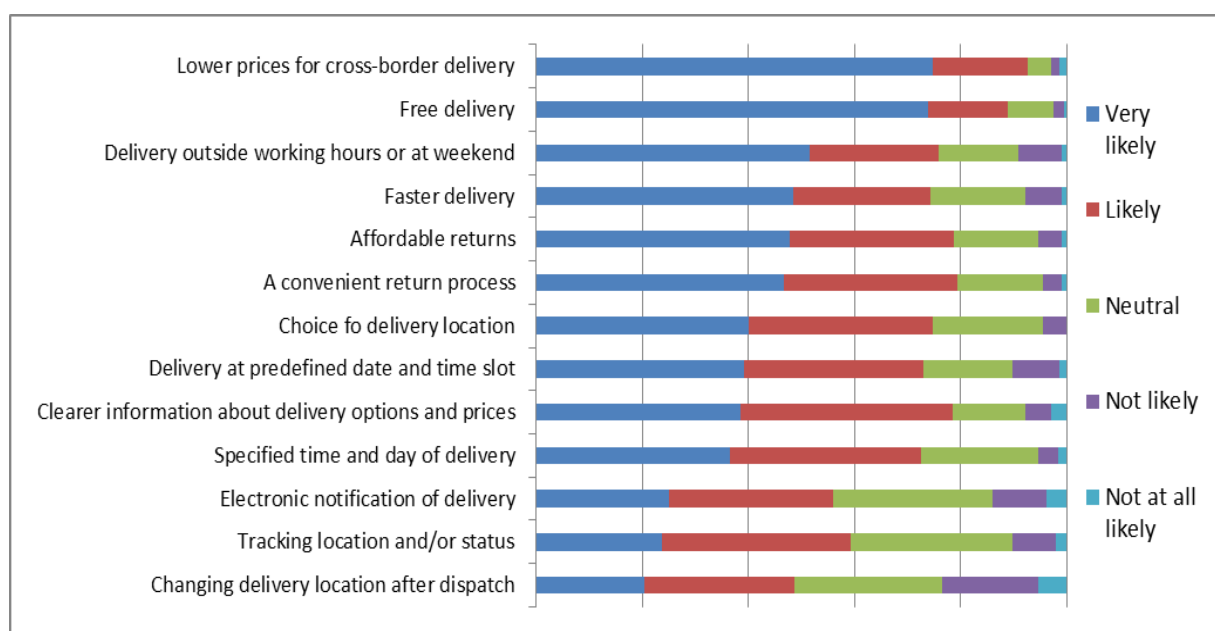 Lower prices for cross-border delivery
Free delivery
Delivery outside working hours or at weekend
Faster delivery
Affordable returns
A convenient return process
Choice fo delivery location
Delivery at predefined date and time slot
Clearer information about delivery options and prices
Specified time and day of delivery
Electronic notification of delivery
Tracking location and/or status
Changing delivery location after dispatch
Very
likely
Likely
Neutral
Not likely
Not at all
likely